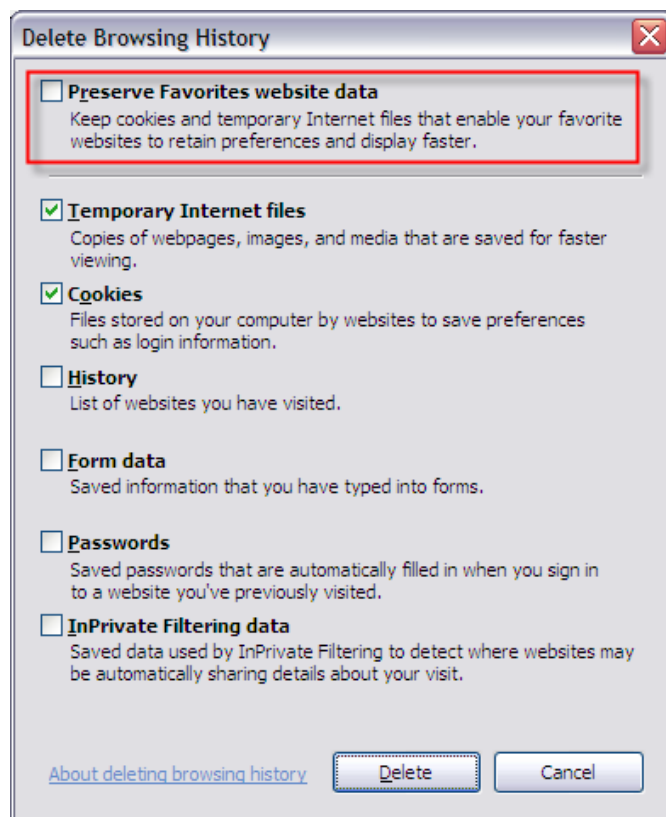 Delete Browsing History
Preserve Favorites website data
Keep cookies and temporary Internet files that enable your favorite
websites to retain preferences and display faster.
Temporary Internet files
Copies of webpages, images, and media that are saved for faster
viewing.
Cookies
Files stored on your computer by websites to save preferences
such as login information.
History
List of websites you have visited.
Form data
Saved information that you have typed into forms.
Passwords
Saved passwords that are automatically filled in when you sign in
to a website you've previously visited.
InPrivate Filtering data
Saved data used by InPrivate Filtering to detect where websites may
be automatically sharing details about your visit.
About deleting browsing history
Delete
Cancel